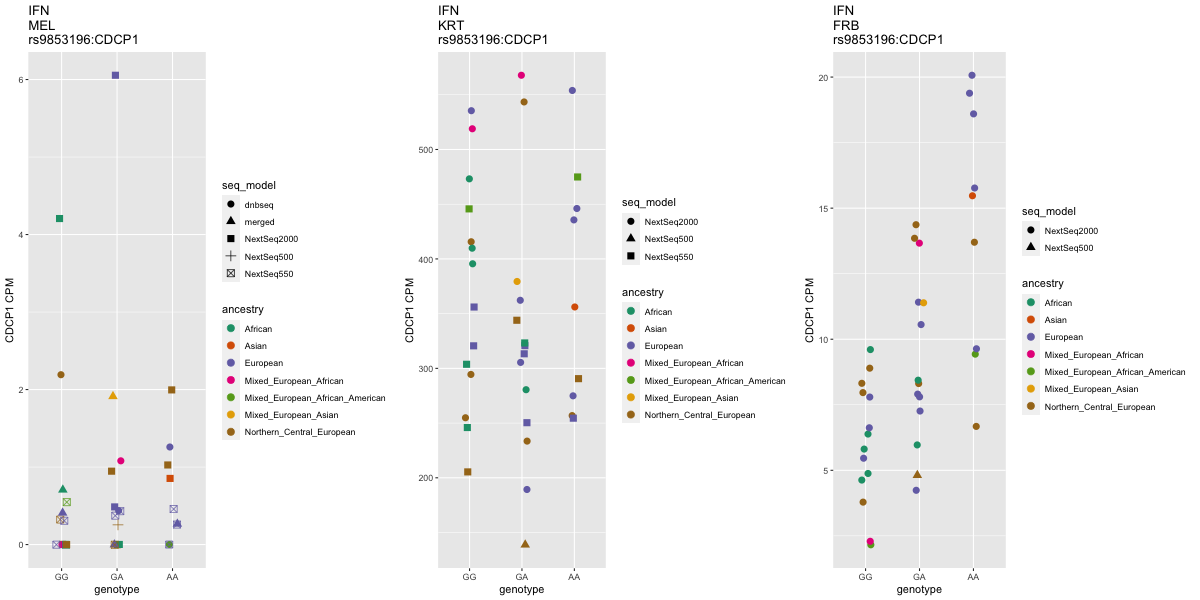 IFN
MEL
rs9853196:CDCP1
CDCP1 CPM
6
4
2
0
GG
GA
AA
genotype
seq_model
dnbseq
merged
NextSeq2000
NextSeq500
NextSeq550
ancestry
African
Asian
European
Mixed_European_African
Mixed_European_African_American
Mixed_European_Asian
Northern_Central_European
IFN
KRT
rs9853196:CDCP1
CDCP1 CPM
500
400
300
200
GG
GA
AA
genotype
seq_model
NextSeq2000
NextSeq500
NextSeq550
ancestry
African
Asian
European
Mixed_European_African
Mixed_European_African_American
Mixed_European_Asian
Northern_Central_European
IFN
FRB
rs9853196:CDCP1
CDCP1 CPM
20
15
10
5
GG
GA
AA
genotype
seq_model
NextSeq2000
NextSeq500
ancestry
African
Asian
European
Mixed_European_African
Mixed_European_African_American
Mixed_European_Asian
Northern_Central_European